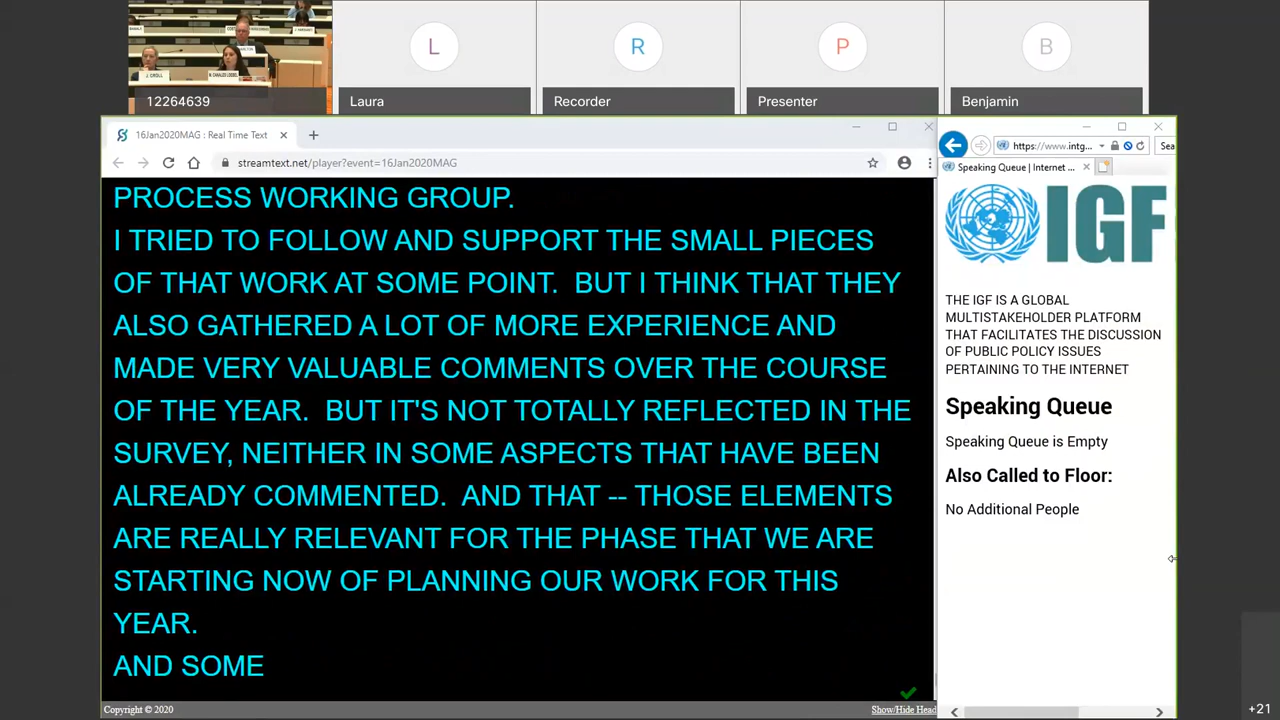 L
R
P
B
J. CROLL
12264639
Laura
Recorder
Presenter
Benjamin
16Jan2020MAG : Real Time Text
streamtext.net/player?event=16Jan2020MAG
PROCESS WORKING GROUP.
I TRIED TO FOLLOW AND SUPPORT THE SMALL PIECES
OF THAT WORK AT SOME POINT.  BUT I THINK THAT THEY
ALSO GATHERED A LOT OF MORE EXPERIENCE AND
MADE VERY VALUABLE COMMENTS OVER THE COURSE
OF THE YEAR.  BUT IT'S NOT TOTALLY REFLECTED IN THE
SURVEY, NEITHER IN SOME ASPECTS THAT HAVE BEEN
ALREADY COMMENTED.  AND THAT -- THOSE ELEMENTS
ARE REALLY RELEVANT FOR THE PHASE THAT WE ARE
STARTING NOW OF PLANNING OUR WORK FOR THIS
YEAR.
AND SOME
Copyright © 2020
Show/Hide Head
https://www.intg
Sea
Speaking Queue | Internet ...
IGF
THE IGF IS A GLOBAL
MULTISTAKEHOLDER PLATFORM
THAT FACILITATES THE DISCUSSION
OF PUBLIC POLICY ISSUES
PERTAINING TO THE INTERNET
Speaking Queue
Speaking Queue is Empty
Also Called to Floor:
No Additional People
+21